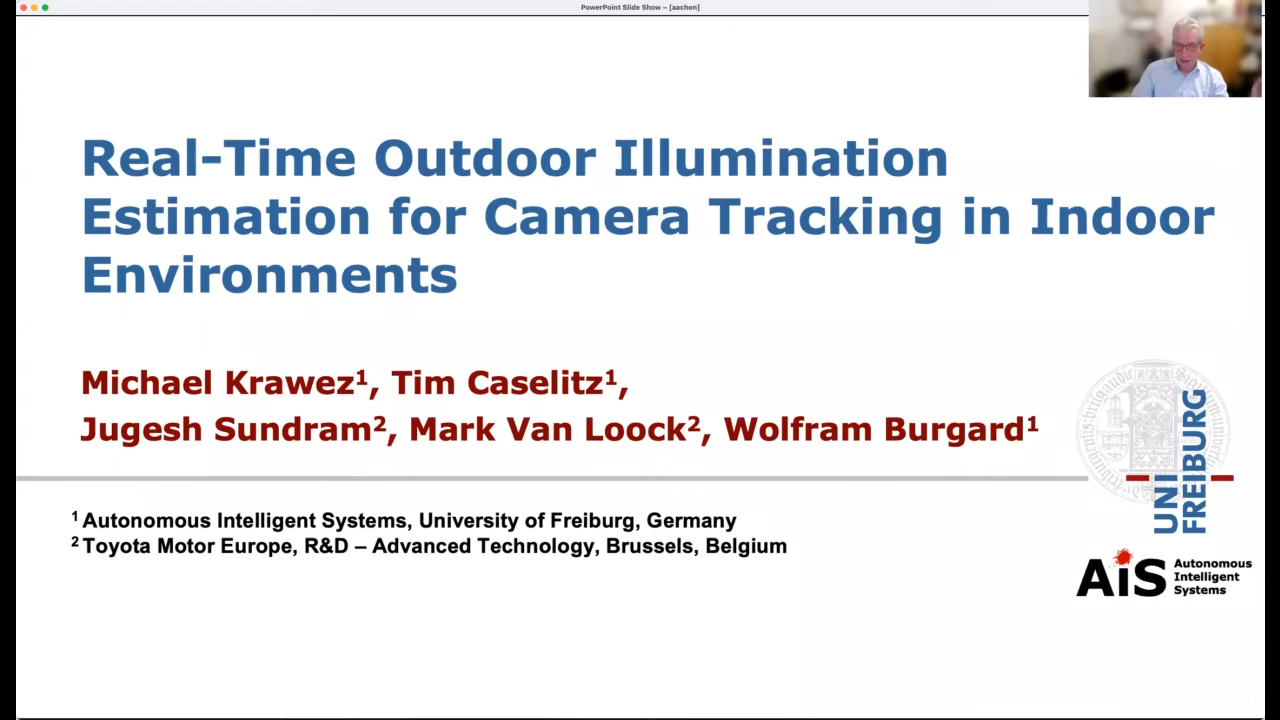 PowerPoint Slide Show – [aachen]
Real-Time Outdoor Illumination
Estimation for Camera Tracking in Indoor
Environments
Michael Krawez¹, Tim Caselitz¹,
Jugesh Sundram², Mark Van Loock², Wolfram Burgard¹
UNI
FREIBURG
¹ Autonomous Intelligent Systems, University of Freiburg, Germany
² Toyota Motor Europe, R&D – Advanced Technology, Brussels, Belgium
AiS
Autonomous
Intelligent
Systems